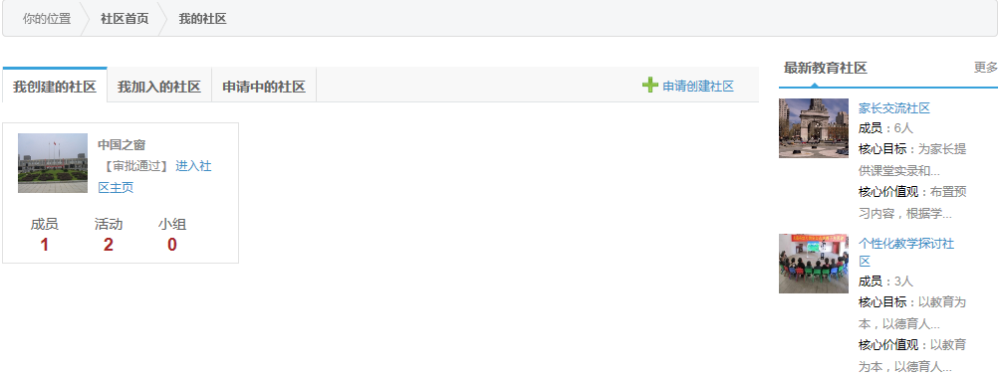 你的位置 社区首页 我的社区
我创建的社区 我加入的社区 申请中的社区 申请创建社区
中国之窗
【审批通过】 进入社
区主页
成员 活动 小组
1 2 0
最新教育社区 更多
家长交流社区
成员：6人
核心目标：为家长提
供课堂实录和...
核心价值观：布置预
习内容，根据学...
个性化教学探讨社
区
成员：3人
核心目标：以教育为
本，以德育人...
核心价值观：以教育
为本，以德育人...